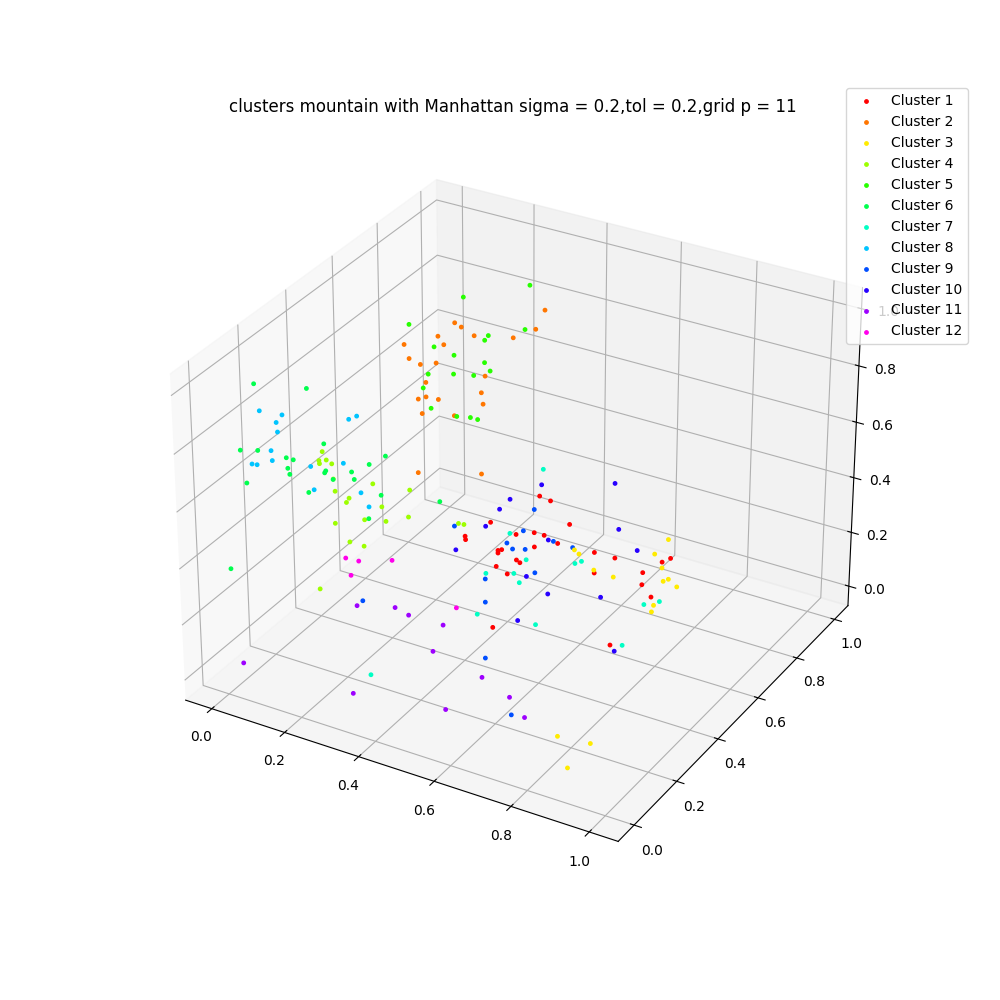 clusters mountain with Manhattan sigma = 0.2,tol = 0.2,grid p = 11
Cluster 1
Cluster 2
Cluster 3
Cluster 4
Cluster 5
Cluster 6
Cluster 7
Cluster 8
Cluster 9
Cluster 10
Cluster 11
Cluster 12
0.8
0.6
0.4
0.2
0.0
1.0
0.8
0.6
0.4
0.2
0.0
0.0
0.2
0.4
0.6
0.8
1.0